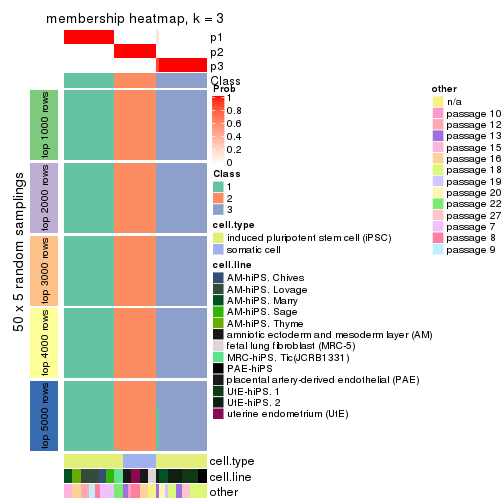 membership heatmap, k = 3
p1
p2
p3
Class
50 x 5 random samplings
top 1000 rows
top 2000 rows
top 3000 rows
top 4000 rows
top 5000 rows
cell.type
cell.line
other
Prob
1
0.8
0.6
0.4
0.2
0
Class
1
2
3
cell.type
induced pluripotent stem cell (iPSC)
somatic cell
cell.line
AM-hiPS. Chives
AM-hiPS. Lovage
AM-hiPS. Marry
AM-hiPS. Sage
AM-hiPS. Thyme
amniotic ectoderm and mesoderm layer (AM)
fetal lung fibroblast (MRC-5)
MRC-hiPS. Tic(JCRB1331)
PAE-hiPS
placental artery-derived endothelial (PAE)
UtE-hiPS. 1
UtE-hiPS. 2
uterine endometrium (UtE)
other
n/a
passage 10
passage 12
passage 13
passage 15
passage 16
passage 18
passage 19
passage 20
passage 22
passage 27
passage 7
passage 8
passage 9